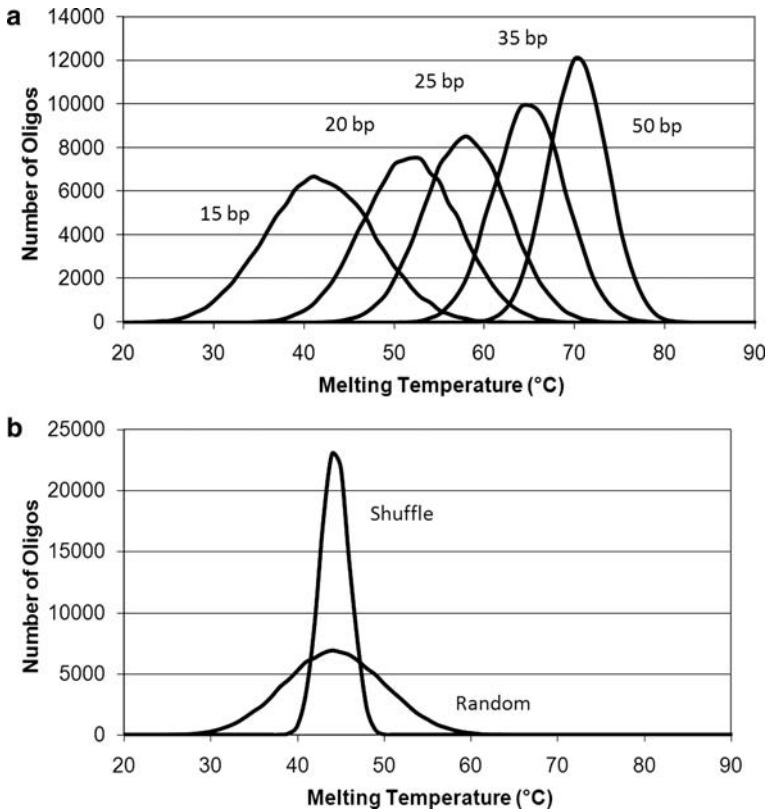 a
14000
12000
10000
8000
6000
4000
2000
0
Number of Oligos
15 bp
20 bp
25 bp
35 bp
50 bp
20 30 40 50 60 70 80 90
Melting Temperature (°C)
b
25000
20000
15000
10000
5000
0
Number of Oligos
Shuffle
Random
20 30 40 50 60 70 80 90
Melting Temperature (°C)